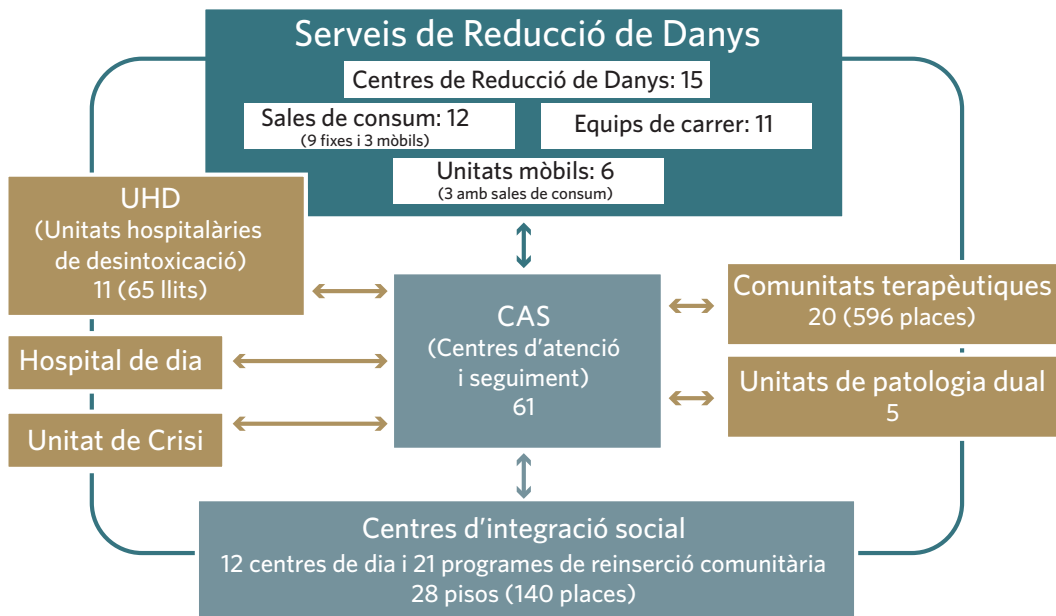 Serveis de Reducció de Danys
Centres de Reducció de Danys: 15
Sales de consum: 12
(9 fixes i 3 mòbils)
Equips de carrer: 11
Unitats mòbils: 6
(3 amb sales de consum)
UHD
(Unitats hospitalàries
de desintoxicació)
11 (65 llits)
Hospital de dia
Unitat de Crisi
CAS
(Centres d'atenció
i seguiment)
61
Comunitats terapèutiques
20 (596 places)
Unitats de patologia dual
5
Centres d'integració social
12 centres de dia i 21 programes de reinserció comunitària
28 pisos (140 places)